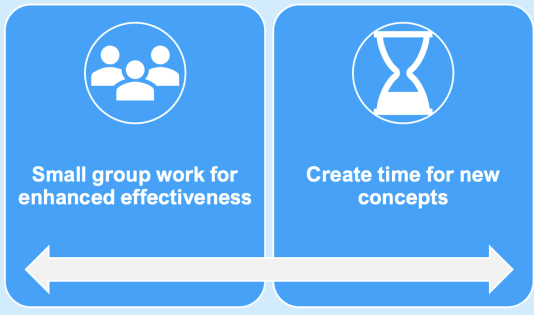 Small group work for
enhanced effectiveness
Create time for new
concepts